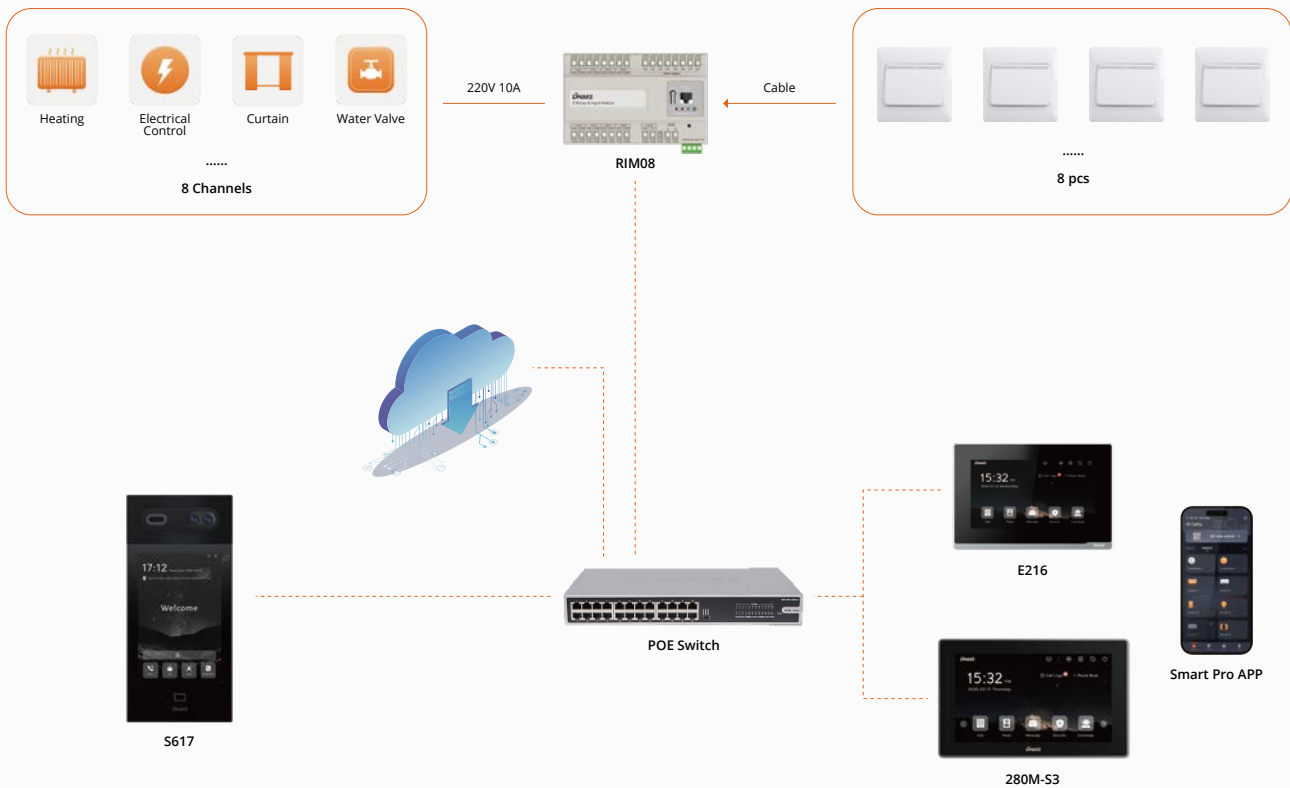 Heating
Electrical
Control
Curtain
Water Valve
......
8 Channels
220V 10A
RIM08
Cable
......
8 pcs
17:12
Welcome
S617
POE Switch
15:32
E216
15:32
280M-S3
Smart Pro APP